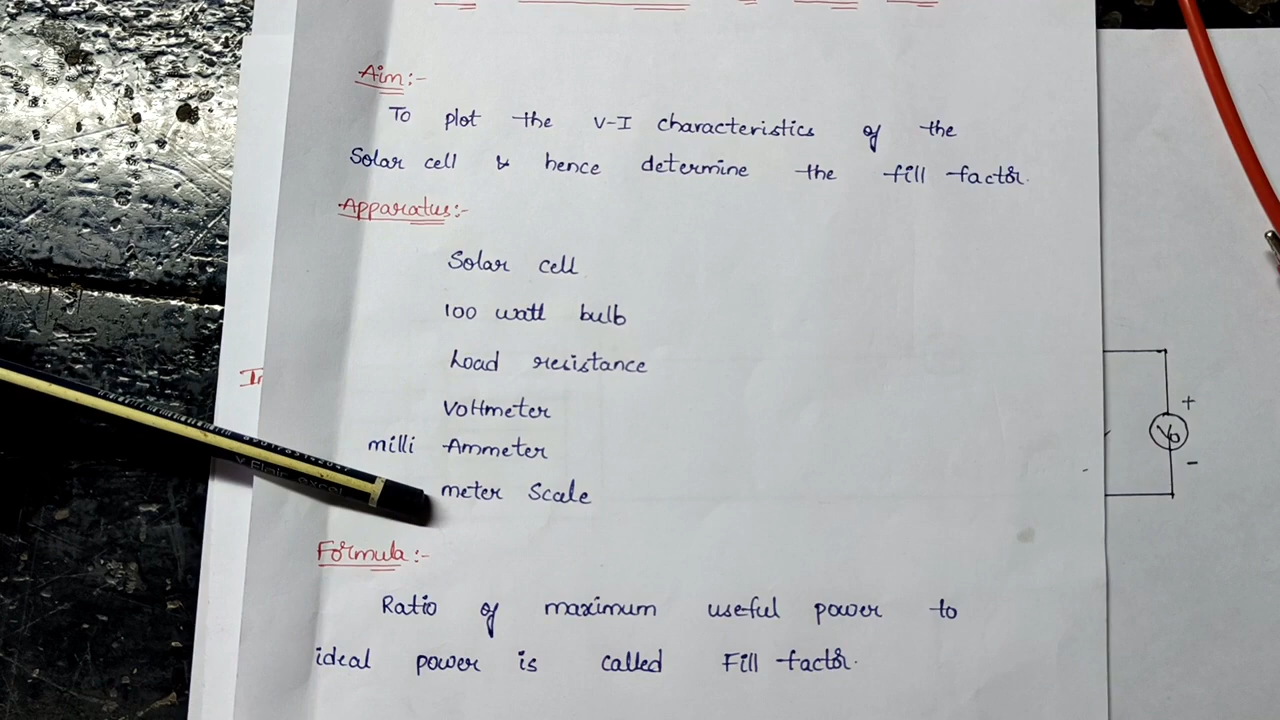 Aim:-
To plot the V-I characteristics of the
Solar cell & hence determine the fill factor.
Apparatus:-
Solar cell
100 watt bulb
Load resistance
Voltmeter
milli Ammeter
meter Scale
Formula:-
Ratio of maximum useful power to
ideal power is called Fill factor.
+
V0
-